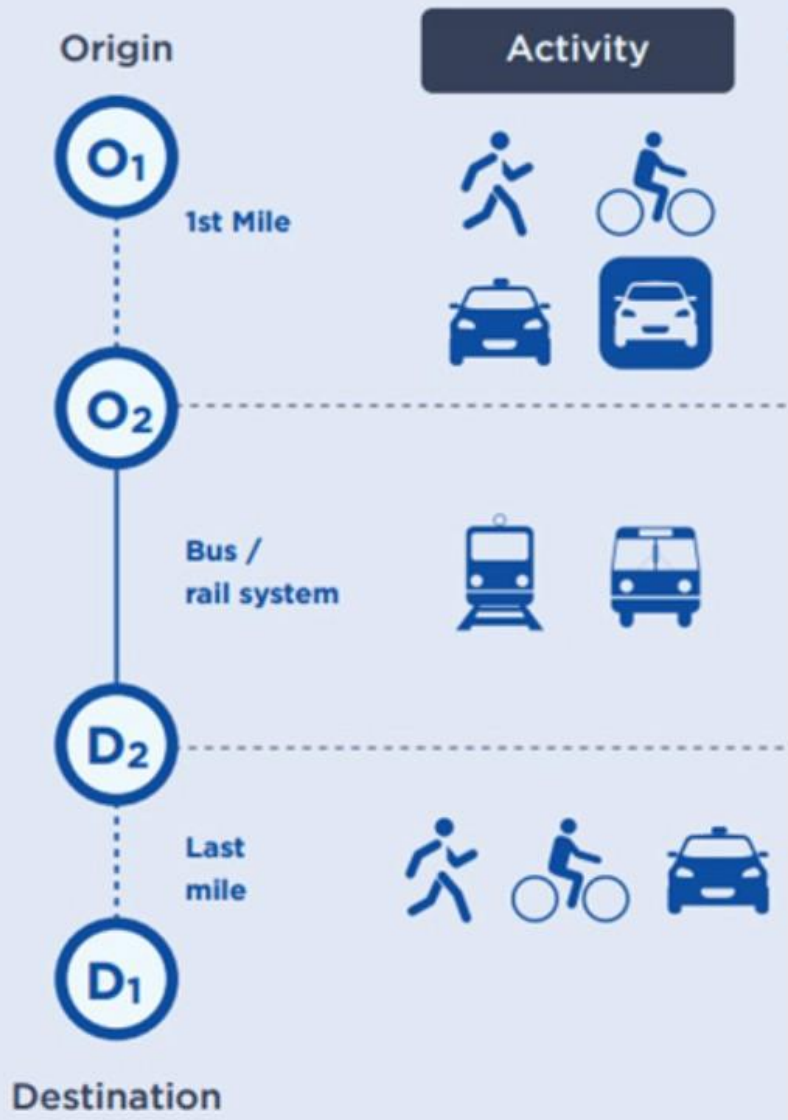 Origin
Activity
O₁
1st Mile
O₂
Bus /
rail system
D₂
Last
mile
D₁
Destination